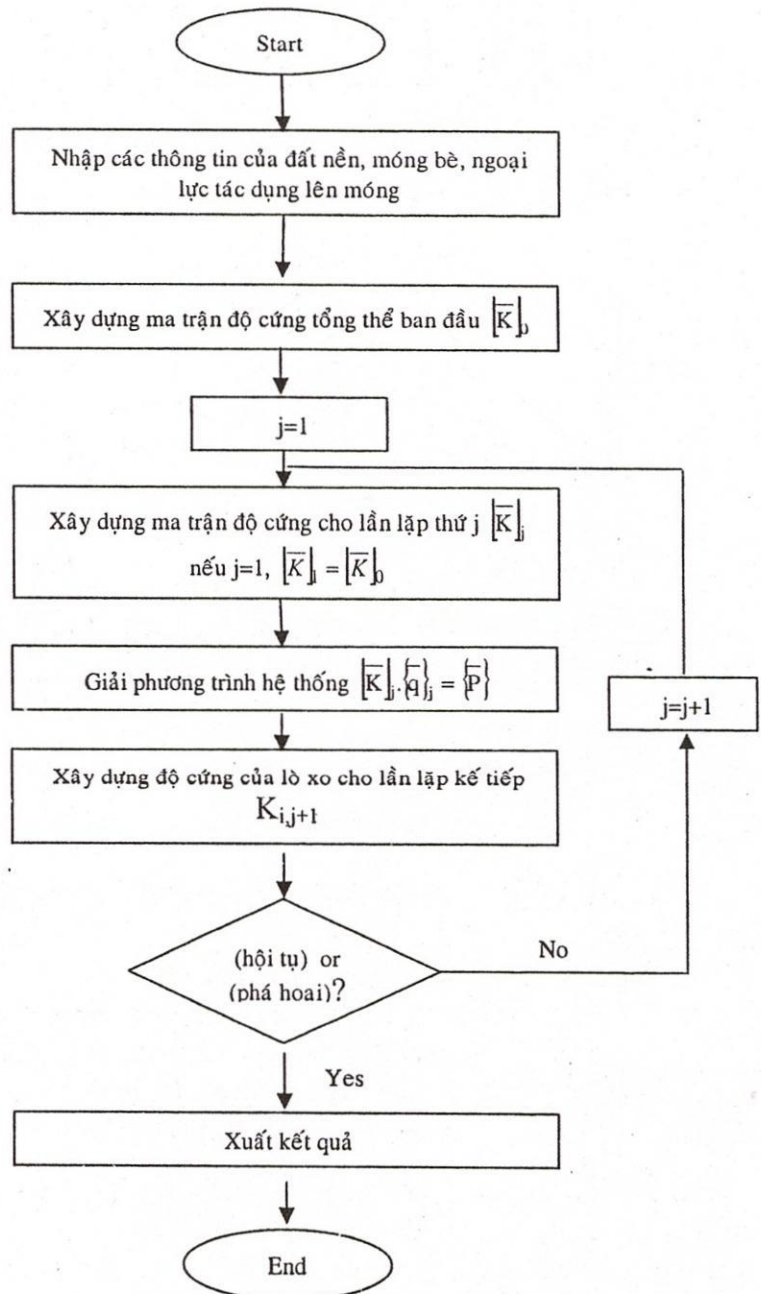 Start
Nhập các thông tin của đất nền, móng bè, ngoại
lực tác dụng lên móng
Xây dựng ma trận độ cứng tổng thể ban đầu [K̅]₀
j=1
Xây dựng ma trận độ cứng cho lần lặp thứ j [K̅]ⱼ
nếu j=1, [K̅]₁ = [K̅]₀
Giải phương trình hệ thống [K̅]ⱼ.{q̅}ⱼ = {P̅}
j=j+1
Xây dựng độ cứng của lò xo cho lần lặp kế tiếp
Ki,j+1
(hội tụ) or
(phá hoại)?
No
Yes
Xuất kết quả
End